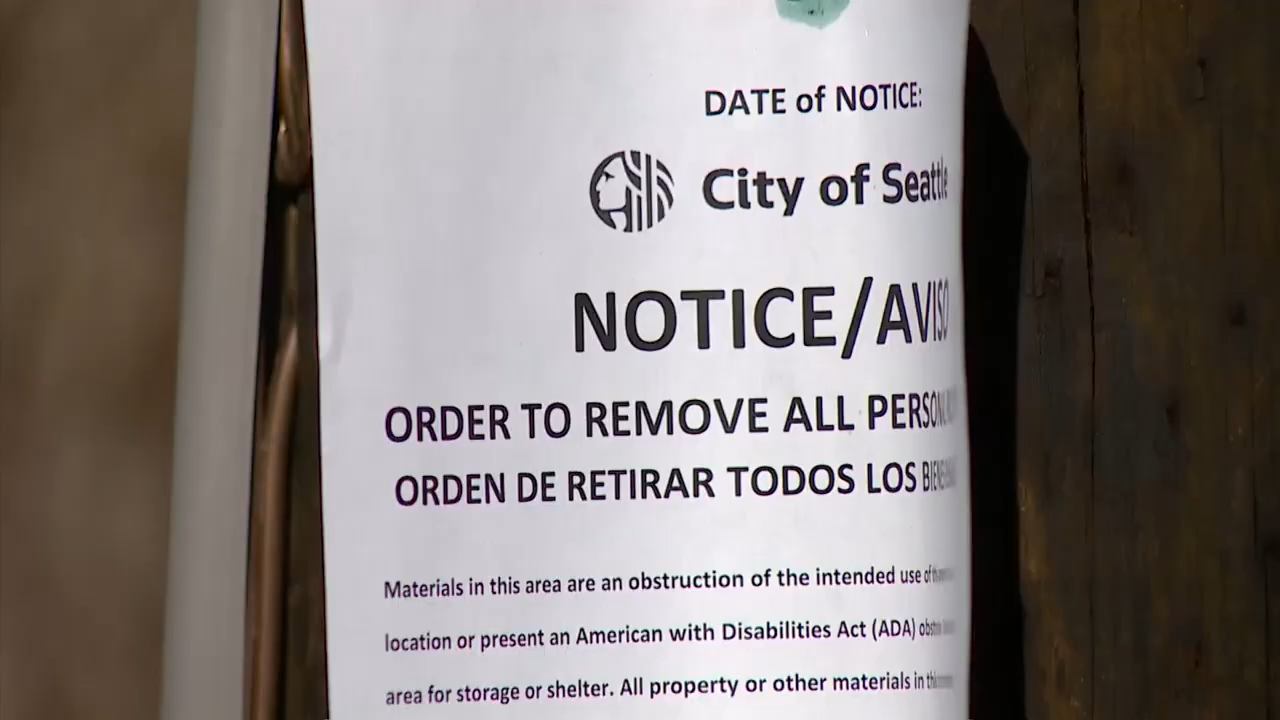 DATE of NOTICE:
City of Seattle
NOTICE/AVISO
ORDER TO REMOVE ALL
ORDEN DE RETIRAR TODOS LOS
Materials in this area are an obstruction of the intended use of
location or present an American with Disabilities Act (ADA)
area for storage or shelter. All property or other materials in